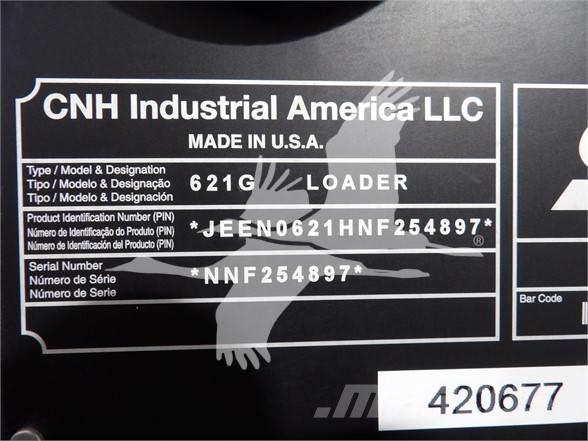 CNH Industrial America LLC
MADE IN U.S.A.
Type / Model & Designation
Tipo / Modelo & Designação
Tipo / Modelo & Designación
621G LOADER
Product Identification Number (PIN)
Número de Identificação do Produto (PIN)
Número de Identificación del Producto (PIN)
*JEEN0621HNF254897*
®
Serial Number
Número de Série
Número de Serie
*NNF254897*
Bar Code
420677